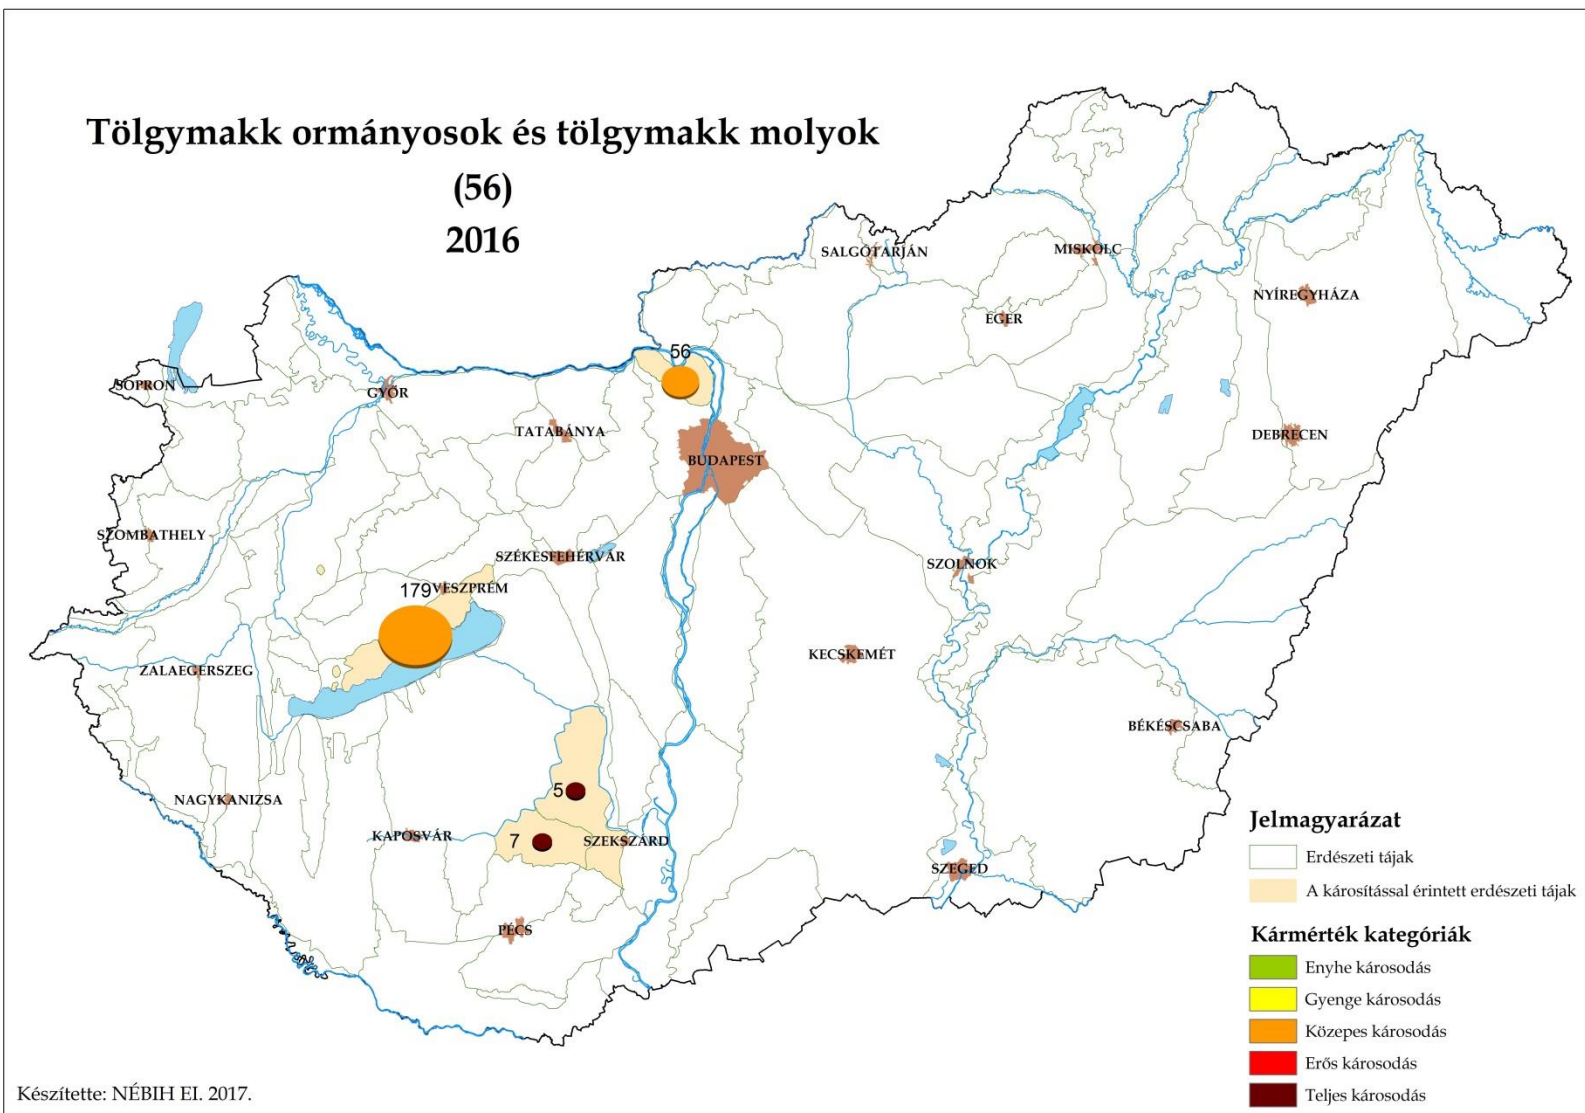 Tölgymakk ormányosok és tölgymakk molyok
(56)
2016
SALGÓTARJÁN
MISKOLC
NYÍREGYHÁZA
EGER
56
SOPRON
GYŐR
TATABÁNYA
BUDAPEST
DEBRECEN
SZOMBATHELY
SZÉKESFEHÉRVÁR
SZOLNOK
179
VESZPRÉM
ZALAEGERSZEG
KECSKEMÉT
BÉKÉSCSABA
NAGYKANIZSA
5
KAPOSVÁR
7
SZEKSZÁRD
SZEGED
PÉCS
Jelmagyarázat
Erdészeti tájak
A károsítással érintett erdészeti tájak
Kármérték kategóriák
Enyhe károsodás
Gyenge károsodás
Közepes károsodás
Erős károsodás
Teljes károsodás
Készítette: NÉBIH EI. 2017.